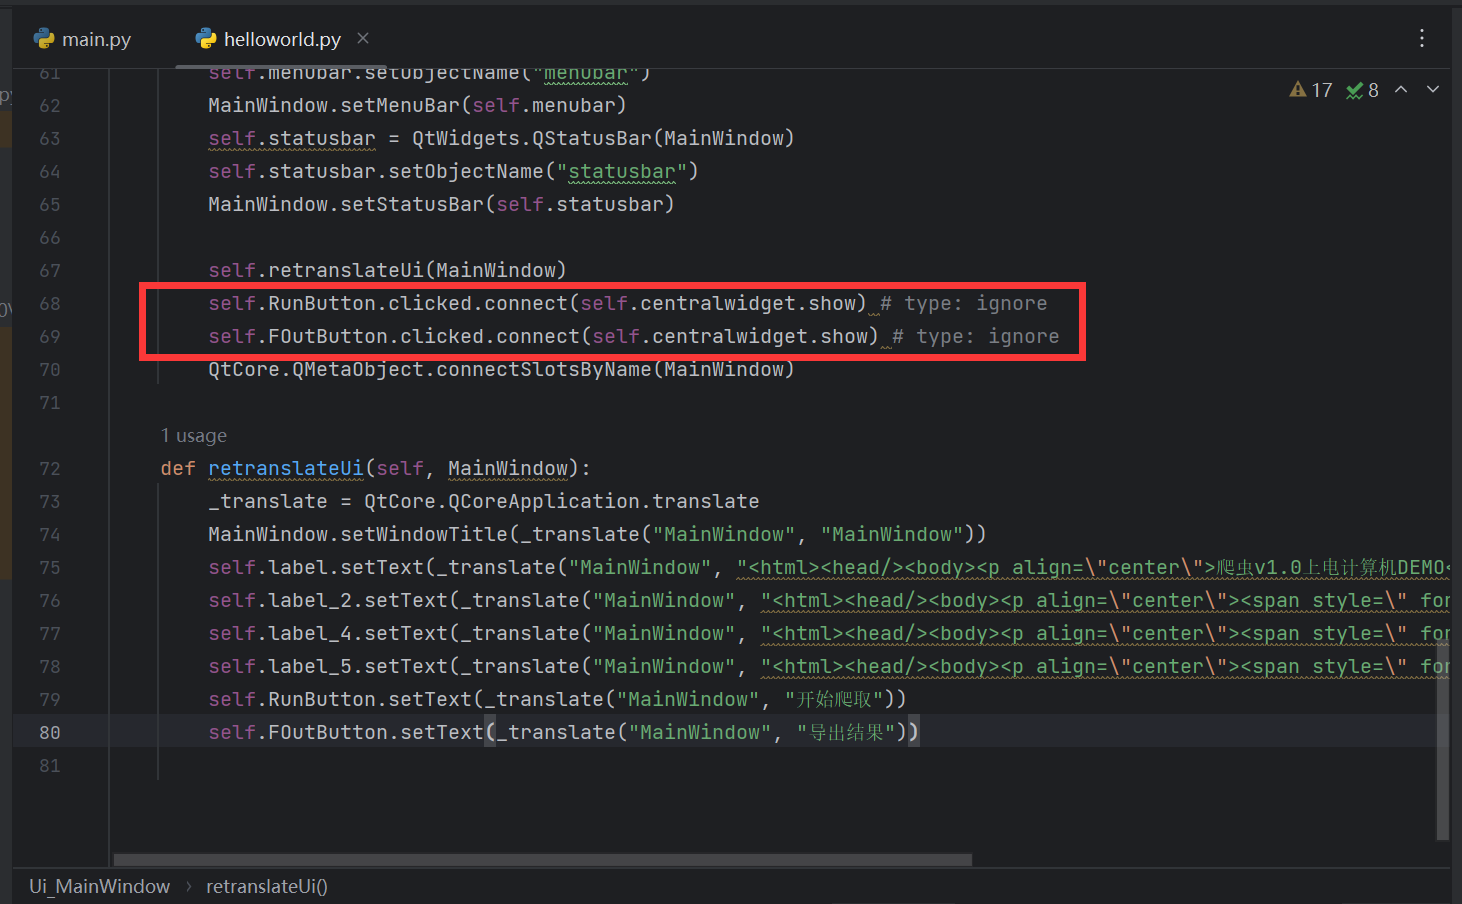 main.py
helloworld.py
17
8
61 self.menubar.setObjectName("menubar")
62 MainWindow.setMenuBar(self.menubar)
63 self.statusbar = QtWidgets.QStatusBar(MainWindow)
64 self.statusbar.setObjectName("statusbar")
65 MainWindow.setStatusBar(self.statusbar)
66
67 self.retranslateUi(MainWindow)
68 self.RunButton.clicked.connect(self.centralwidget.show) # type: ignore
69 self.FOutButton.clicked.connect(self.centralwidget.show) # type: ignore
70 QtCore.QMetaObject.connectSlotsByName(MainWindow)
71
1 usage
72 def retranslateUi(self, MainWindow):
73 _translate = QtCore.QCoreApplication.translate
74 MainWindow.setWindowTitle(_translate("MainWindow", "MainWindow"))
75 self.label.setText(_translate("MainWindow", "<html><head/><body><p align=\"center\">爬虫v1.0上电计算机DEMO<
76 self.label_2.setText(_translate("MainWindow", "<html><head/><body><p align=\"center\"><span style=\" fon
77 self.label_4.setText(_translate("MainWindow", "<html><head/><body><p align=\"center\"><span style=\" fon
78 self.label_5.setText(_translate("MainWindow", "<html><head/><body><p align=\"center\"><span style=\" fon
79 self.RunButton.setText(_translate("MainWindow", "开始爬取"))
80 self.FOutButton.setText(_translate("MainWindow", "导出结果"))
81
Ui_MainWindow › retranslateUi()